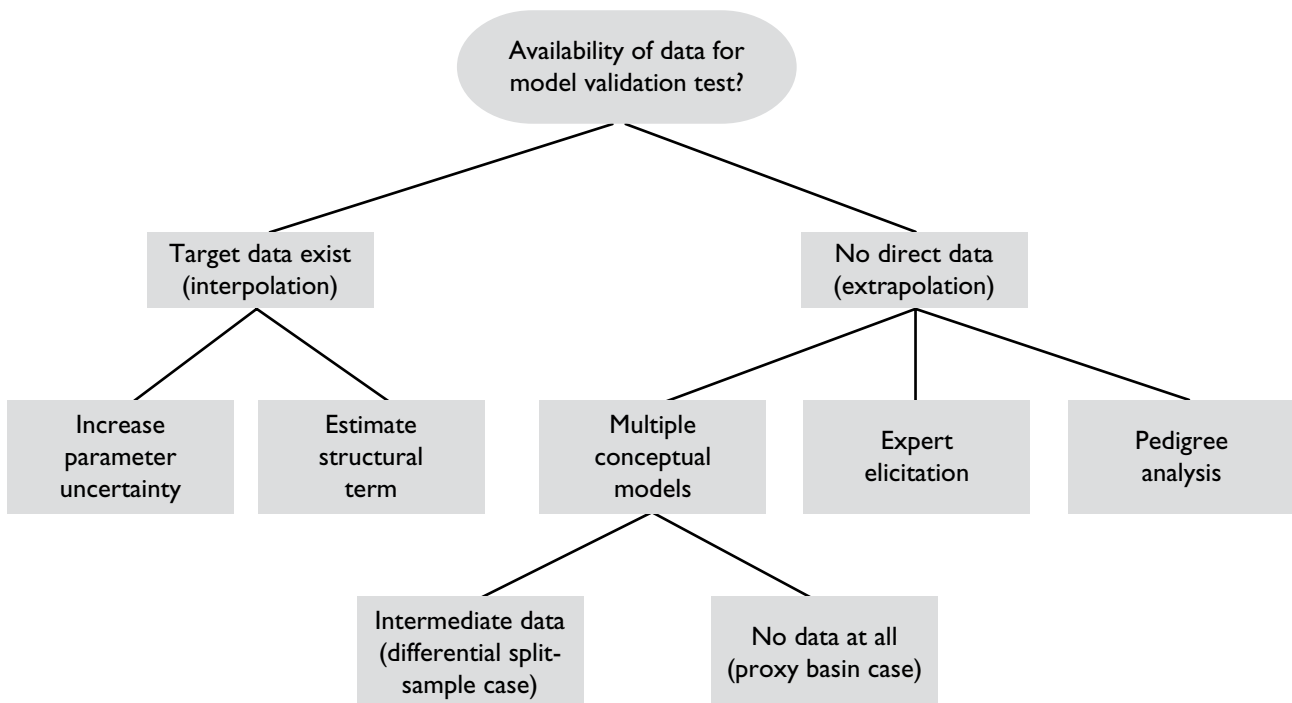 Availability of data for
model validation test?
Target data exist
(interpolation)
No direct data
(extrapolation)
Increase
parameter
uncertainty
Estimate
structural
term
Multiple
conceptual
models
Expert
elicitation
Pedigree
analysis
Intermediate data
(differential split-
sample case)
No data at all
(proxy basin case)